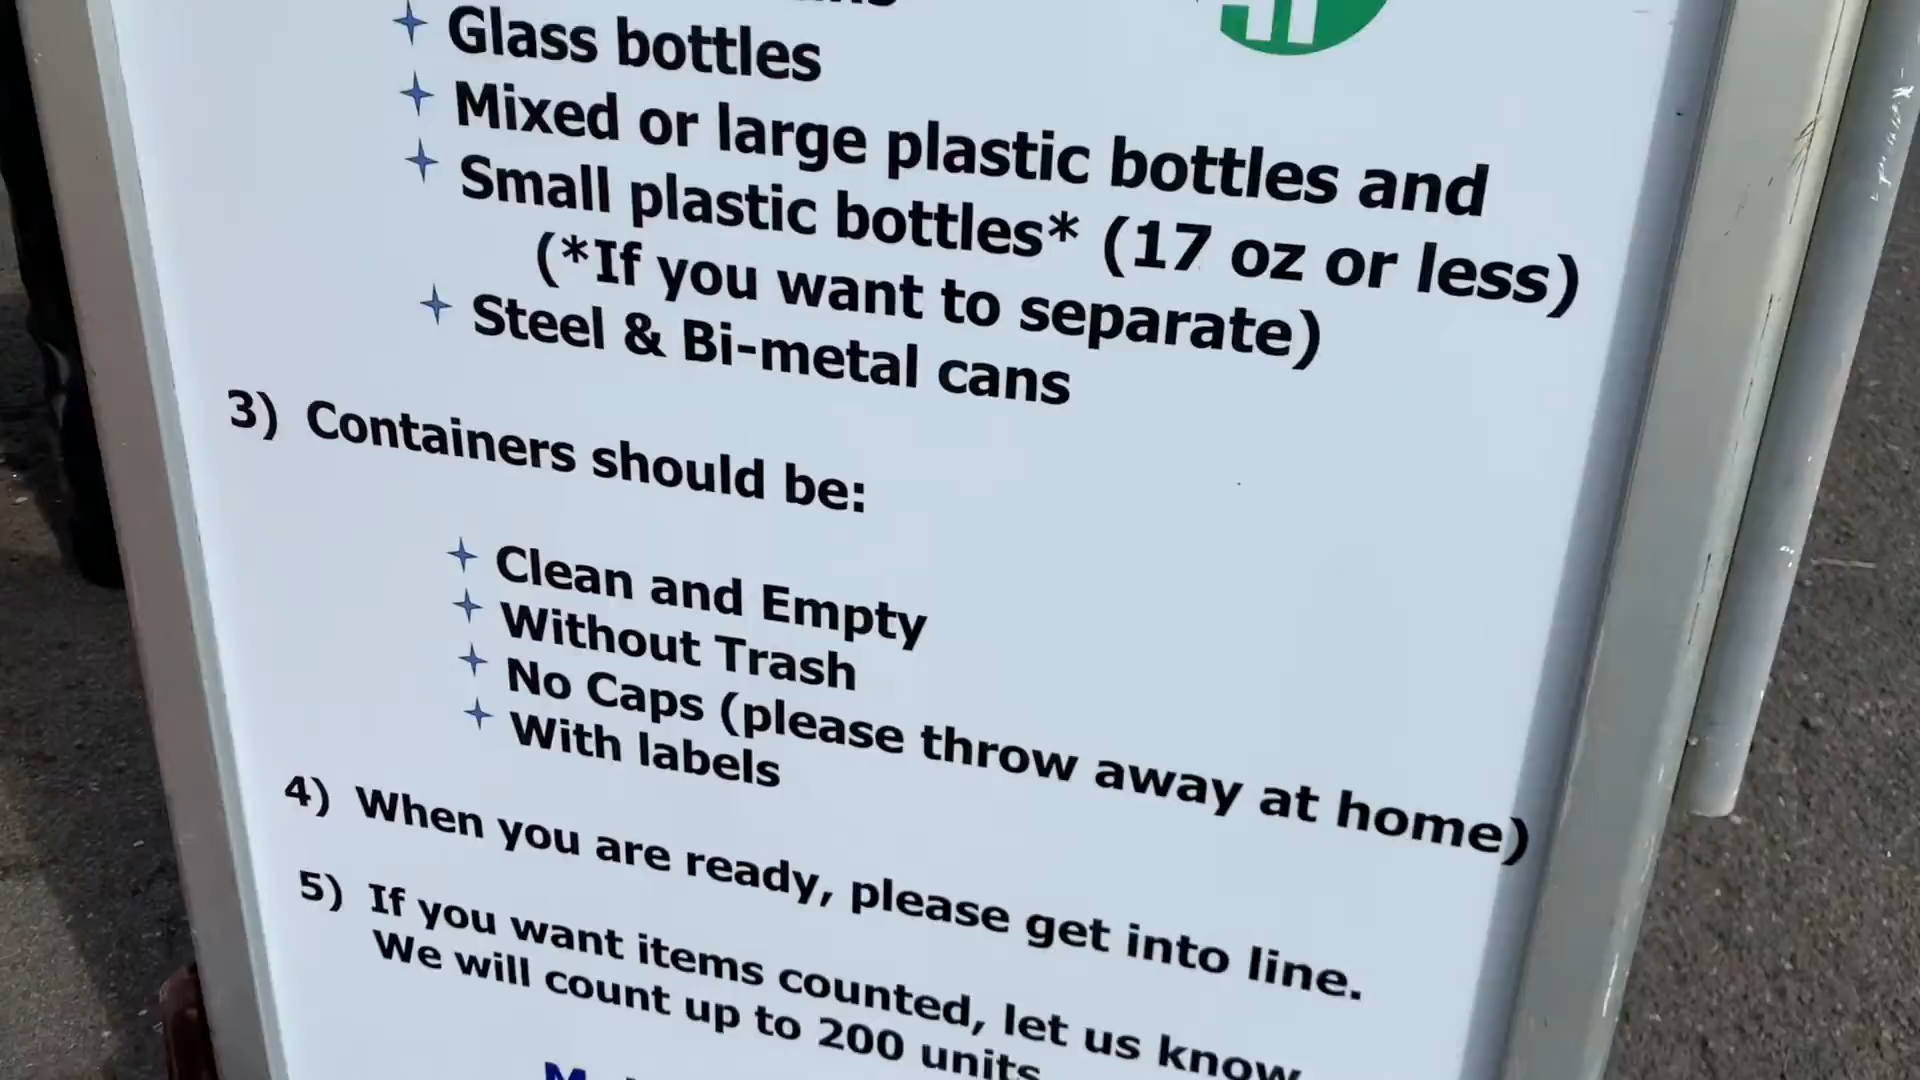 Glass bottles
Mixed or large plastic bottles and
Small plastic bottles* (17 oz or less)
(*If you want to separate)
Steel & Bi-metal cans
3) Containers should be:
Clean and Empty
Without Trash
No Caps (please throw away at home)
With labels
4) When you are ready, please get into line.
5) If you want items counted, let us know
We will count up to 200 units